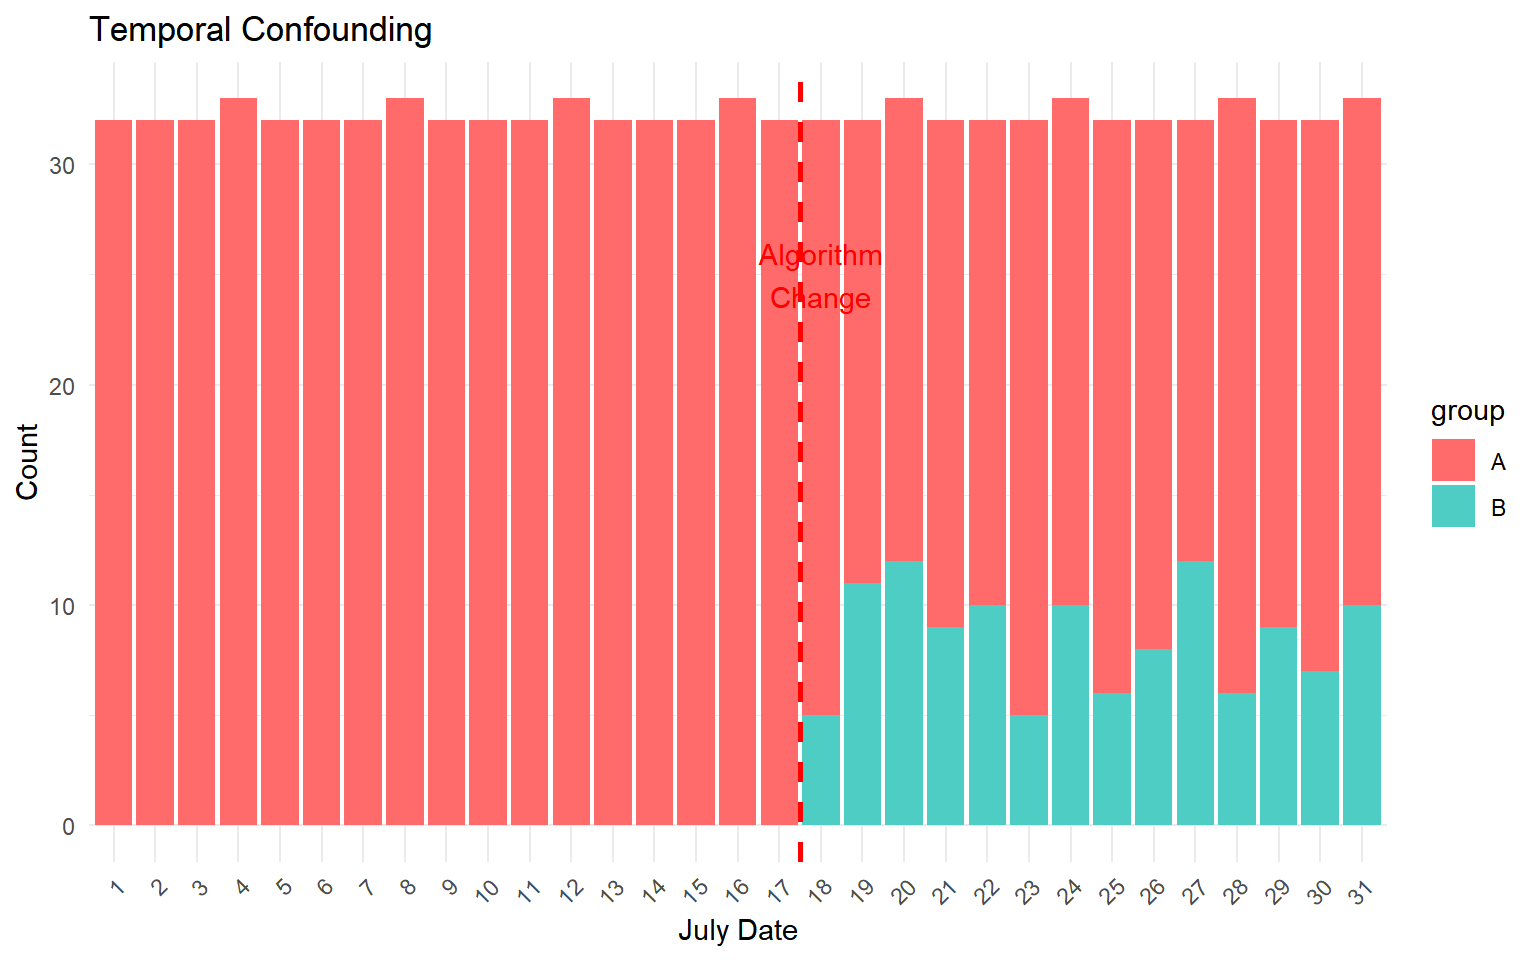 Temporal Confounding
30
20
10
0
Count
Algorithm
Change
1 2 3 4 5 6 7 8 9 10 11 12 13 14 15 16 17 18 19 20 21 22 23 24 25 26 27 28 29 30 31
July Date
group
A
B